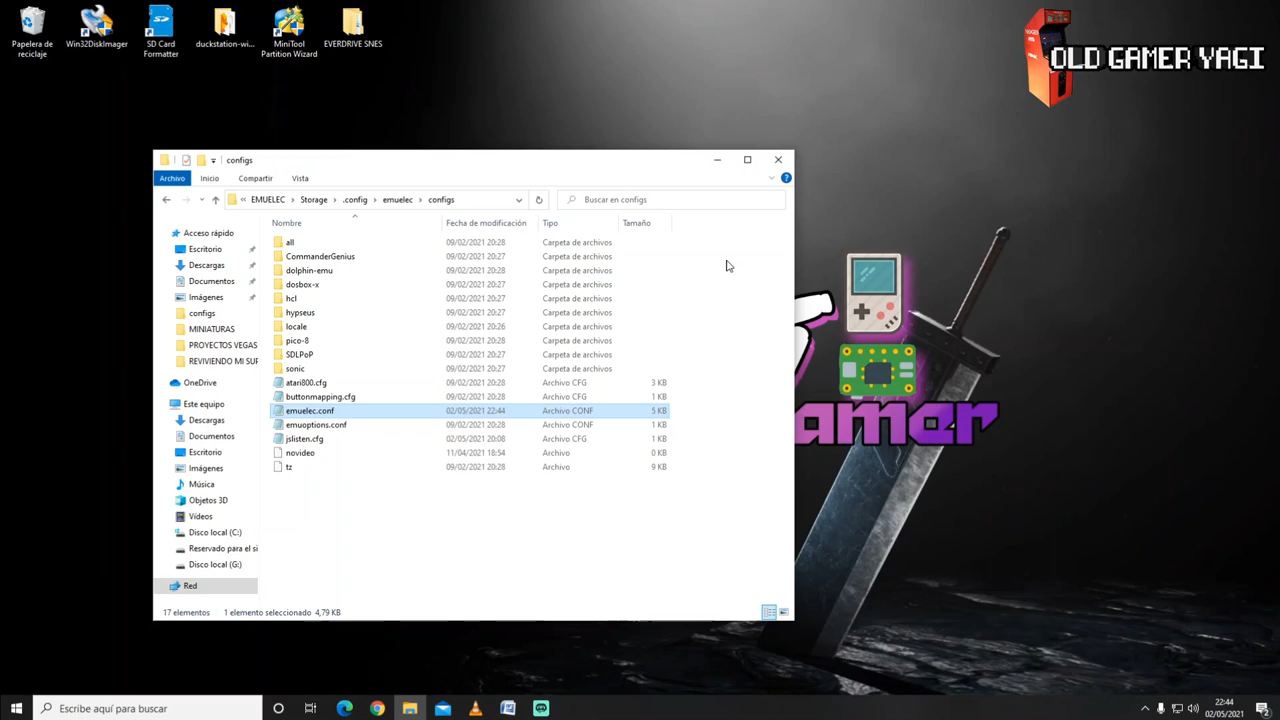 Papelera de reciclaje
Win32DiskImager
SD Card Formatter
duckstation-wi...
MiniTool Partition Wizard
EVERDRIVE SNES
OLD GAMER YAGI
configs
Archivo Inicio Compartir Vista
« EMUELEC > Storage > .config > emuelec > configs
Buscar en configs
Nombre Fecha de modificación Tipo Tamaño
Acceso rápido
Escritorio
Descargas
Documentos
Imágenes
configs
MINIATURAS
PROYECTOS VEGAS
REVIVIENDO MI SUP
OneDrive
Este equipo
Descargas
Documentos
Escritorio
Imágenes
Música
Objetos 3D
Vídeos
Disco local (C:)
Reservado para el si
Disco local (G:)
Red
all 09/02/2021 20:28 Carpeta de archivos
CommanderGenius 09/02/2021 20:27 Carpeta de archivos
dolphin-emu 09/02/2021 20:28 Carpeta de archivos
dosbox-x 09/02/2021 20:27 Carpeta de archivos
hcl 09/02/2021 20:27 Carpeta de archivos
hypseus 09/02/2021 20:27 Carpeta de archivos
locale 09/02/2021 20:26 Carpeta de archivos
pico-8 09/02/2021 20:28 Carpeta de archivos
SDLPoP 09/02/2021 20:27 Carpeta de archivos
sonic 09/02/2021 20:27 Carpeta de archivos
atari800.cfg 09/02/2021 20:28 Archivo CFG 3 KB
buttonmapping.cfg 09/02/2021 20:28 Archivo CFG 1 KB
emuelec.conf 02/05/2021 22:44 Archivo CONF 5 KB
emuoptions.conf 09/02/2021 20:28 Archivo CONF 1 KB
jslisten.cfg 02/05/2021 20:08 Archivo CFG 1 KB
novideo 11/04/2021 18:54 Archivo 0 KB
tz 09/02/2021 20:28 Archivo 9 KB
17 elementos 1 elemento seleccionado 4,79 KB
amer
Escribe aquí para buscar
22:44
02/05/2021
2